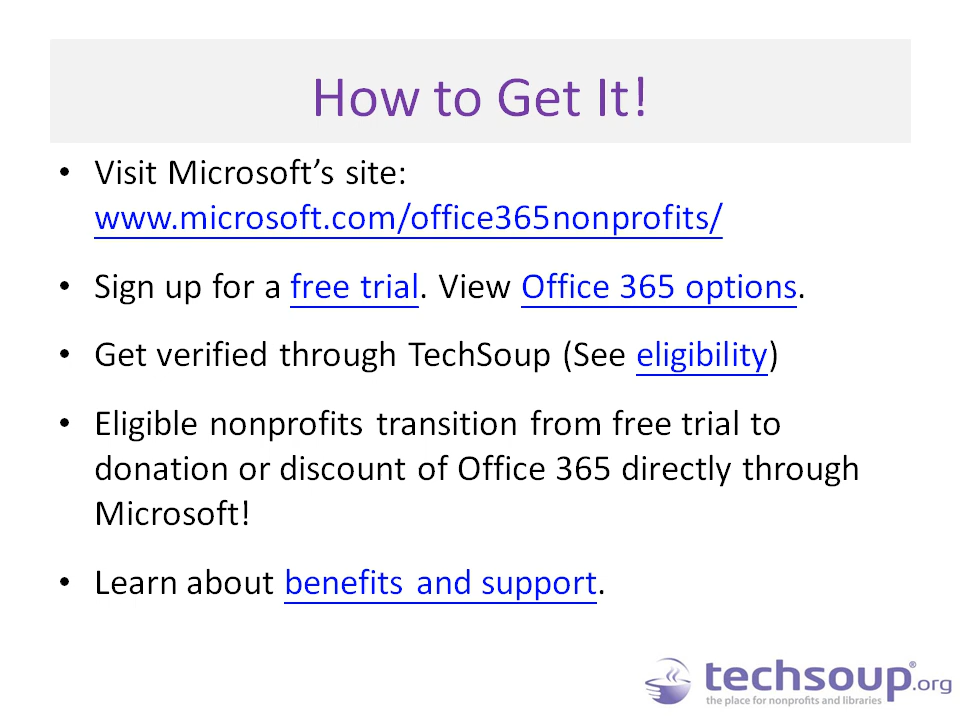 How to Get It!
• Visit Microsoft's site:
www.microsoft.com/office365nonprofits/
• Sign up for a free trial. View Office 365 options.
• Get verified through TechSoup (See eligibility)
• Eligible nonprofits transition from free trial to
donation or discount of Office 365 directly through
Microsoft!
• Learn about benefits and support.
techsoup®.org
the place for nonprofits and libraries